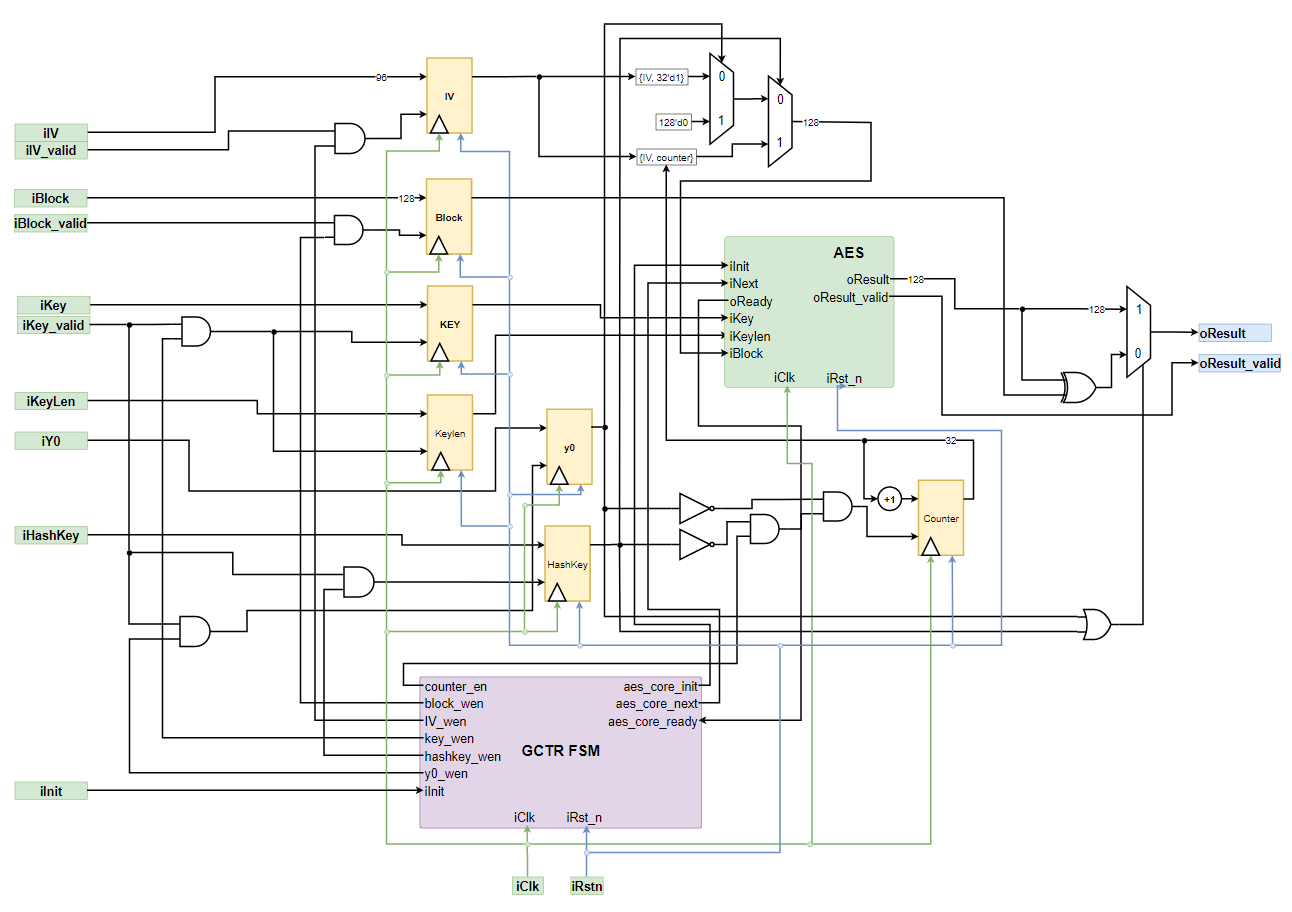 iIV
iIV_valid
96
IV
{IV, 32'd1}
0
1
128'd0
0
1
128
{IV, counter}
iBlock
128
Block
iBlock_valid
AES
iInit
iNext
oReady
iKey
iKeylen
iBlock
oResult
128
oResult_valid
iClk
iRst_n
128
1
0
oResult
oResult_valid
iKey
iKey_valid
KEY
iKeyLen
Keylen
iY0
y0
32
+1
Counter
iHashKey
HashKey
counter_en
block_wen
IV_wen
key_wen
hashkey_wen
y0_wen
iInit
aes_core_init
aes_core_next
aes_core_ready
GCTR FSM
iClk
iRst_n
iInit
iClk
iRstn